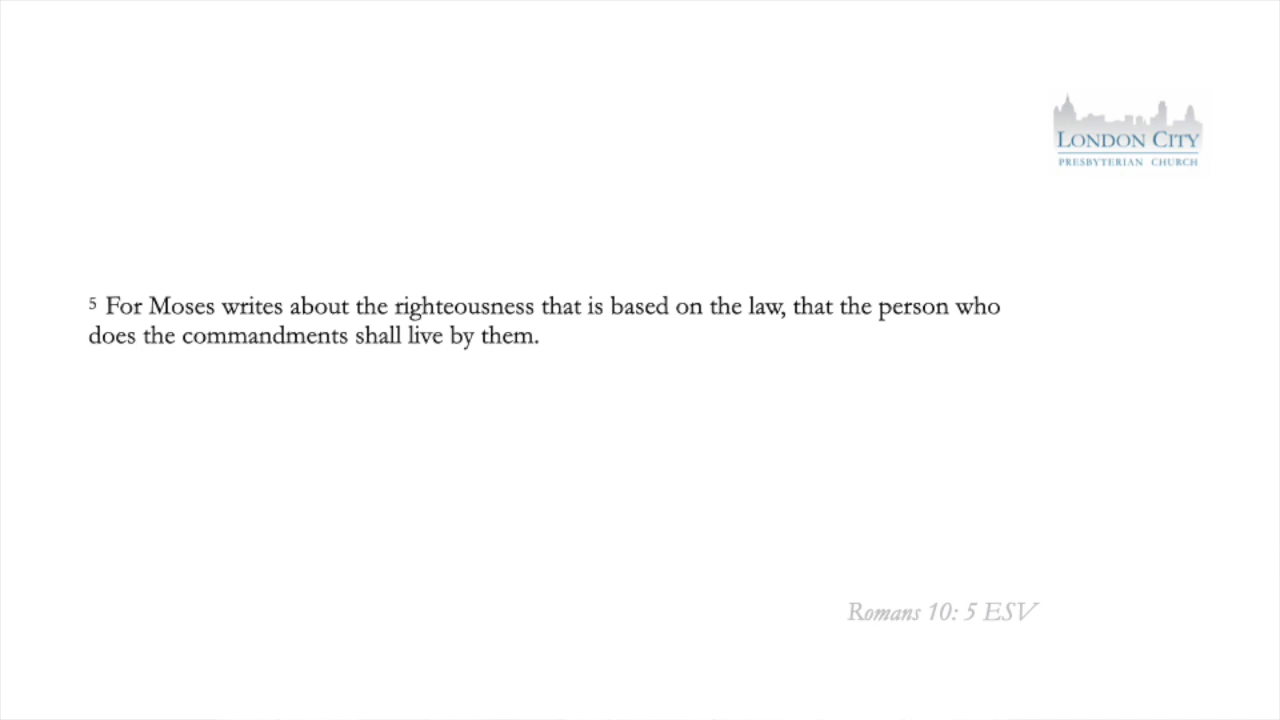 LONDON CITY
PRESBYTERIAN CHURCH
5 For Moses writes about the righteousness that is based on the law, that the person who
does the commandments shall live by them.
Romans 10: 5 ESV